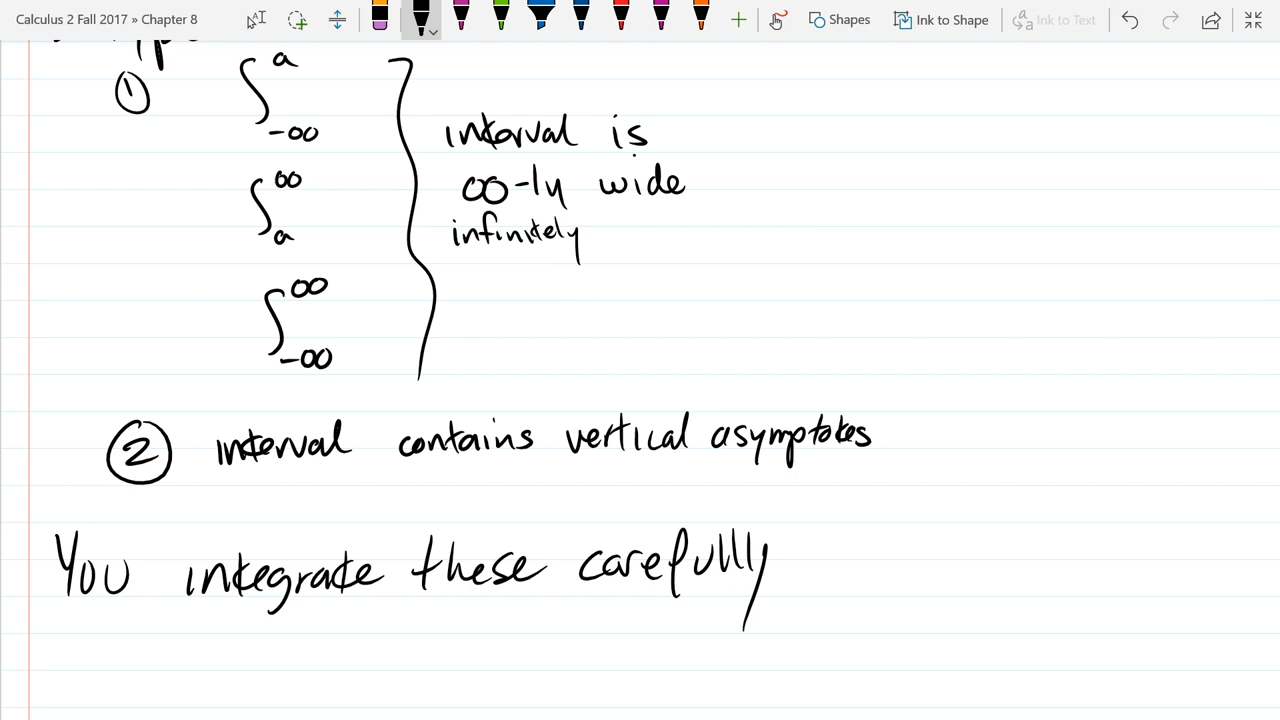 Calculus 2 Fall 2017 » Chapter 8
Shapes
Ink to Shape
Ink to Text
①
∫ a -∞
interval is
∞-ly wide
infinitely
∫ ∞ a
∫ ∞ -∞
② interval contains vertical asymptotes
You integrate these carefully